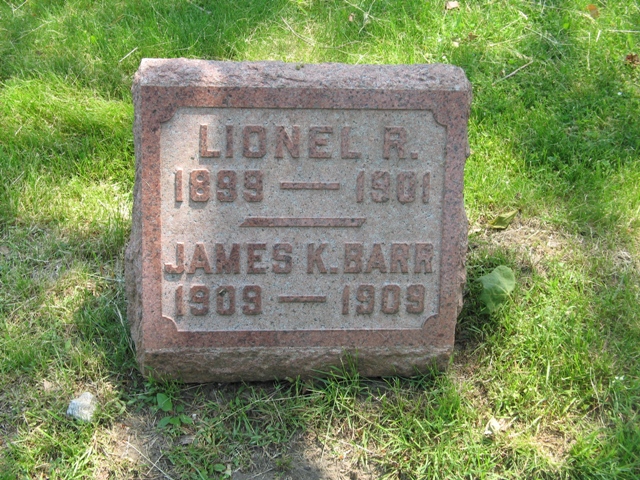 LIONEL R.
1899 — 1901
JAMES K. BARR
1909 — 1909